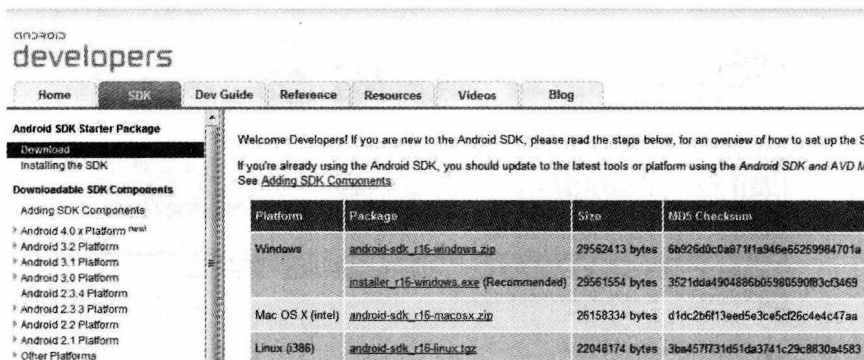 android
developers
Home SDK Dev Guide Reference Resources Videos Blog
Android SDK Starter Package
Download
Installing the SDK
Downloadable SDK Components
Adding SDK Components
Android 4.0.x Platform new!
Android 3.2 Platform
Android 3.1 Platform
Android 3.0 Platform
Android 2.3.4 Platform
Android 2.3.3 Platform
Android 2.2 Platform
Android 2.1 Platform
Other Platforms
Welcome Developers! If you are new to the Android SDK, please read the steps below, for an overview of how to set up the S
If you're already using the Android SDK, you should update to the latest tools or platform using the Android SDK and AVD M
See Adding SDK Components.
Platform Package Size MD5 Checksum
Windows android-sdk_r16-windows.zip 29562413 bytes 6b926d0c0a871f1a946e65259984701a
installer_r16-windows.exe (Recommended) 29561554 bytes 3521dda4904886b05980590f83cf3469
Mac OS X (intel) android-sdk_r16-macosx.zip 26158334 bytes d1dc2b6f13eed5e3ce5cf26c4e4c47aa
Linux (i386) android-sdk_r16-linux.tgz 22048174 bytes 3ba457f731d51da3741c29c8830a4583